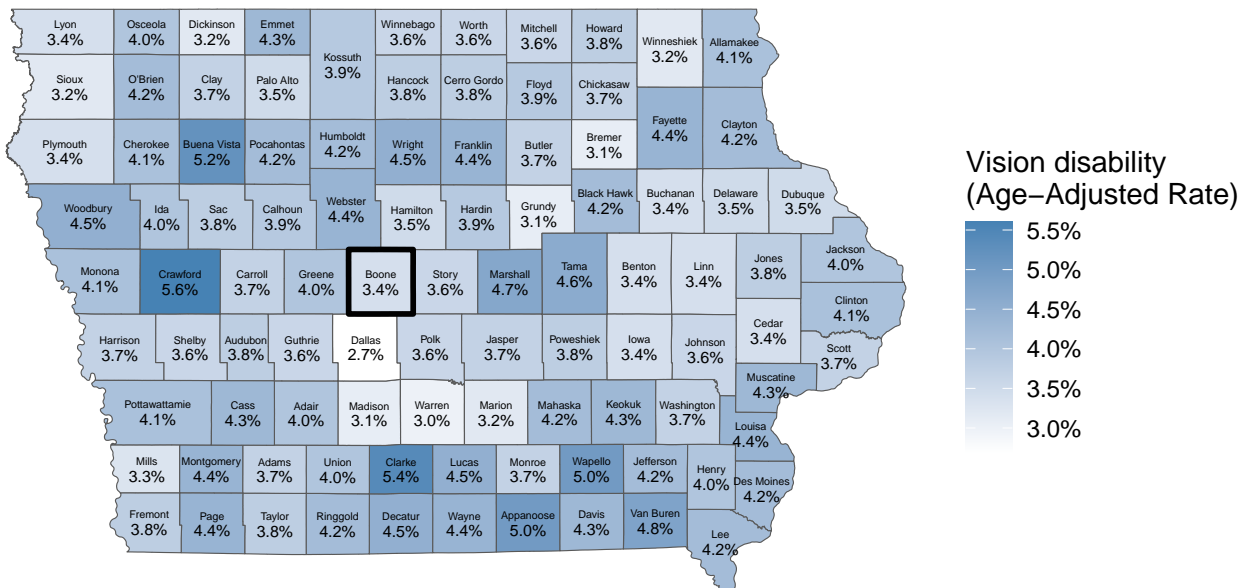 Lyon
3.4%
Osceola
4.0%
Dickinson
3.2%
Emmet
4.3%
Kossuth
3.9%
Winnebago
3.6%
Worth
3.6%
Mitchell
3.6%
Howard
3.8%
Winneshiek
3.2%
Allamakee
4.1%
Sioux
3.2%
O'Brien
4.2%
Clay
3.7%
Palo Alto
3.5%
Hancock
3.8%
Cerro Gordo
3.8%
Floyd
3.9%
Chickasaw
3.7%
Fayette
4.4%
Clayton
4.2%
Plymouth
3.4%
Cherokee
4.1%
Buena Vista
5.2%
Pocahontas
4.2%
Humboldt
4.2%
Wright
4.5%
Franklin
4.4%
Butler
3.7%
Bremer
3.1%
Woodbury
4.5%
Ida
4.0%
Sac
3.8%
Calhoun
3.9%
Webster
4.4%
Hamilton
3.5%
Hardin
3.9%
Grundy
3.1%
Black Hawk
4.2%
Buchanan
3.4%
Delaware
3.5%
Dubuque
3.5%
Monona
4.1%
Crawford
5.6%
Carroll
3.7%
Greene
4.0%
Boone
3.4%
Story
3.6%
Marshall
4.7%
Tama
4.6%
Benton
3.4%
Linn
3.4%
Jones
3.8%
Jackson
4.0%
Clinton
4.1%
Harrison
3.7%
Shelby
3.6%
Audubon
3.8%
Guthrie
3.6%
Dallas
2.7%
Polk
3.6%
Jasper
3.7%
Poweshiek
3.8%
Iowa
3.4%
Johnson
3.6%
Cedar
3.4%
Scott
3.7%
Muscatine
4.3%
Pottawattamie
4.1%
Cass
4.3%
Adair
4.0%
Madison
3.1%
Warren
3.0%
Marion
3.2%
Mahaska
4.2%
Keokuk
4.3%
Washington
3.7%
Louisa
4.4%
Mills
3.3%
Montgomery
4.4%
Adams
3.7%
Union
4.0%
Clarke
5.4%
Lucas
4.5%
Monroe
3.7%
Wapello
5.0%
Jefferson
4.2%
Henry
4.0%
Des Moines
4.2%
Fremont
3.8%
Page
4.4%
Taylor
3.8%
Ringgold
4.2%
Decatur
4.5%
Wayne
4.4%
Appanoose
5.0%
Davis
4.3%
Van Buren
4.8%
Lee
4.2%
Vision disability
(Age−Adjusted Rate)
5.5%
5.0%
4.5%
4.0%
3.5%
3.0%